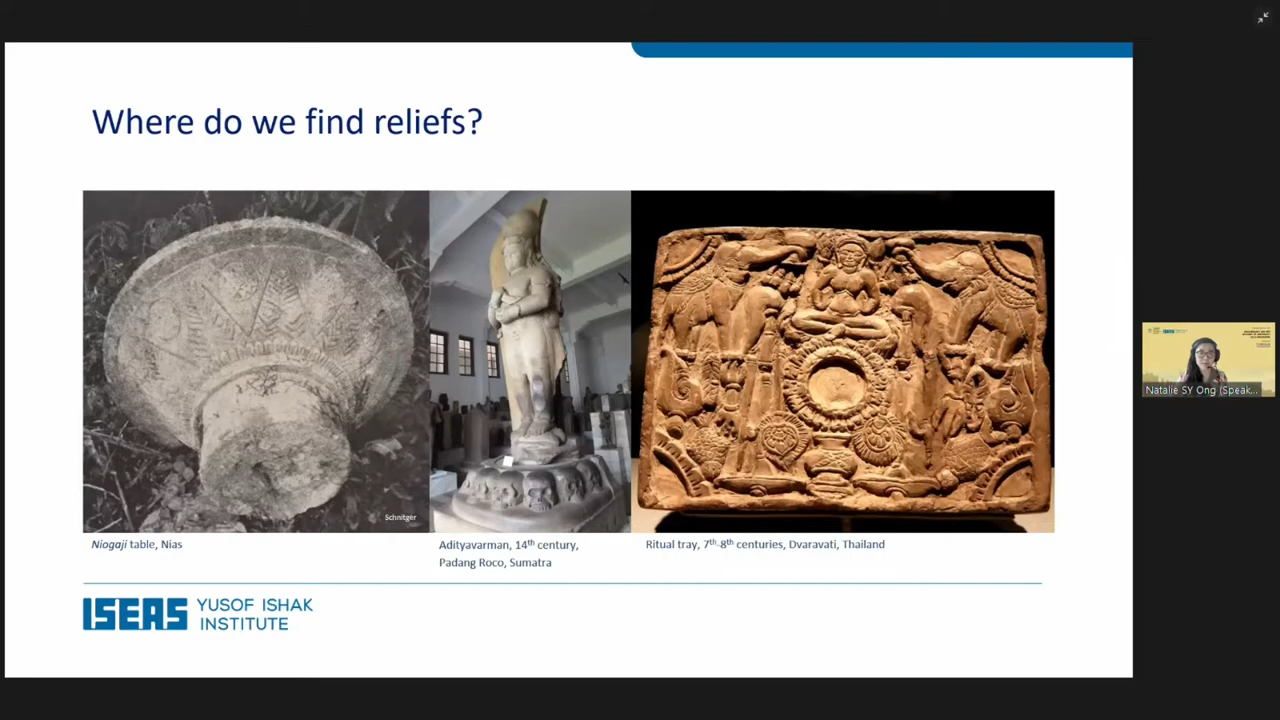 Where do we find reliefs?
Schnitger
Niogaji table, Nias
Adityavarman, 14th century,
Padang Roco, Sumatra
Ritual tray, 7th-8th centuries, Dvaravati, Thailand
ISEAS YUSOF ISHAK
INSTITUTE
Natalie SY Ong (Speak...